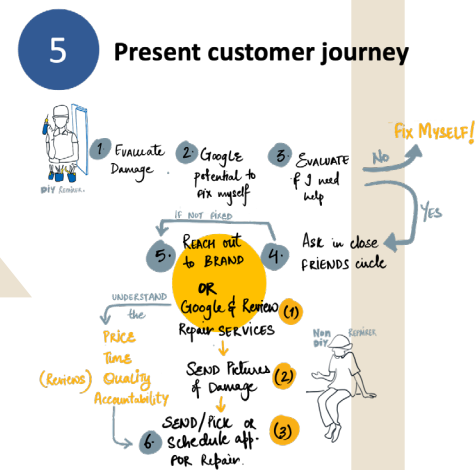 5
Present customer journey
1. EVALUATE
Damage
2. GOOGLE
potential to
fix myself
3. EVALUATE
if I need
help
NO
FIX MYSELF!
YES
DIY REPAIRER.
IF NOT FIXED
5. REACH OUT
to BRAND
4. Ask in close
FRIENDS circle
OR
Google & Review (1)
Repair SERVICES
UNDERSTAND
the
PRICE
TIME
(Reviews) Quality
Accountability
SEND Pictures (2)
of Damage
6. SEND/PICK or (3)
Schedule app.
FOR Repair.
Non REPAIRER
DIY